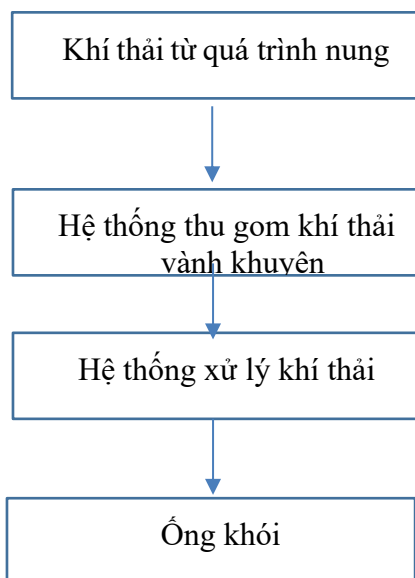 Khí thải từ quá trình nung
Hệ thống thu gom khí thải
vành khuyên
Hệ thống xử lý khí thải
Ống khói